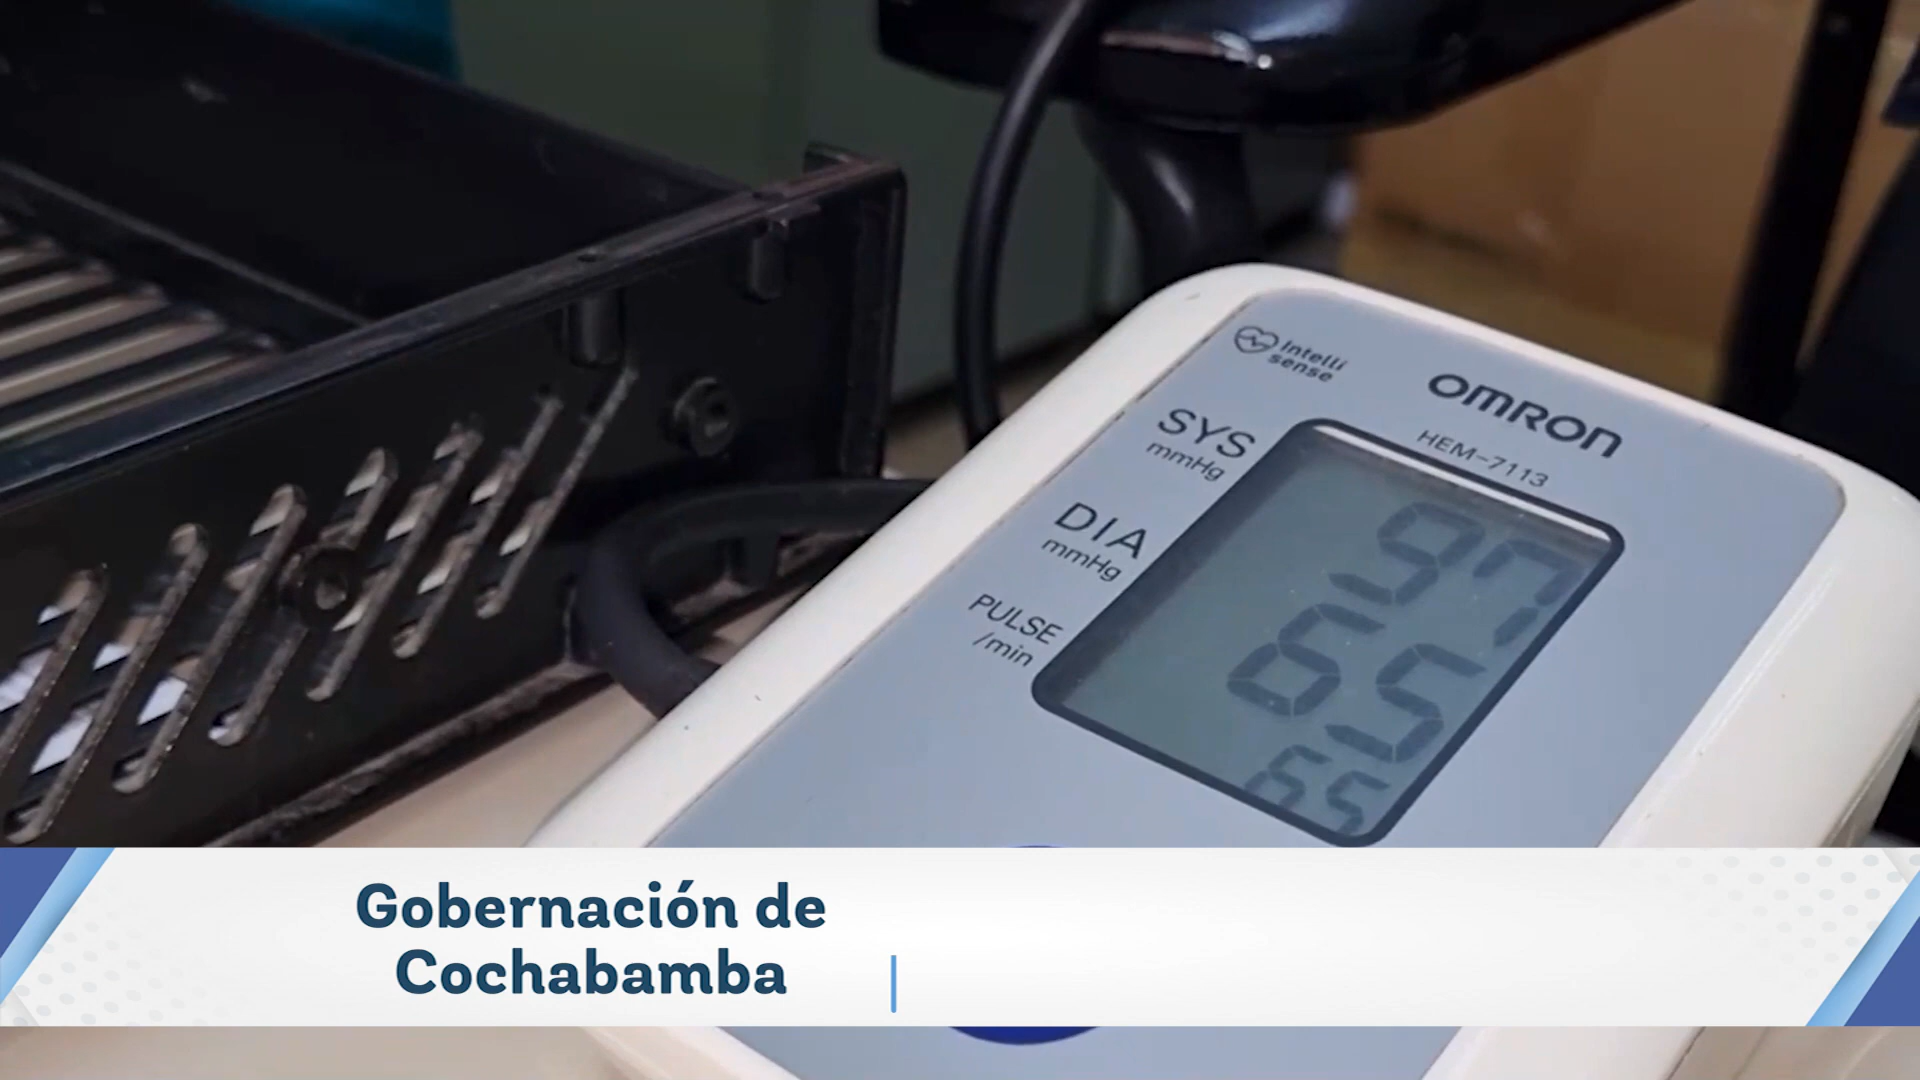 Intelli
sense
OMRON
HEM-7113
SYS
mmHg
97
DIA
mmHg
65
PULSE
/min
65
Gobernación de
Cochabamba